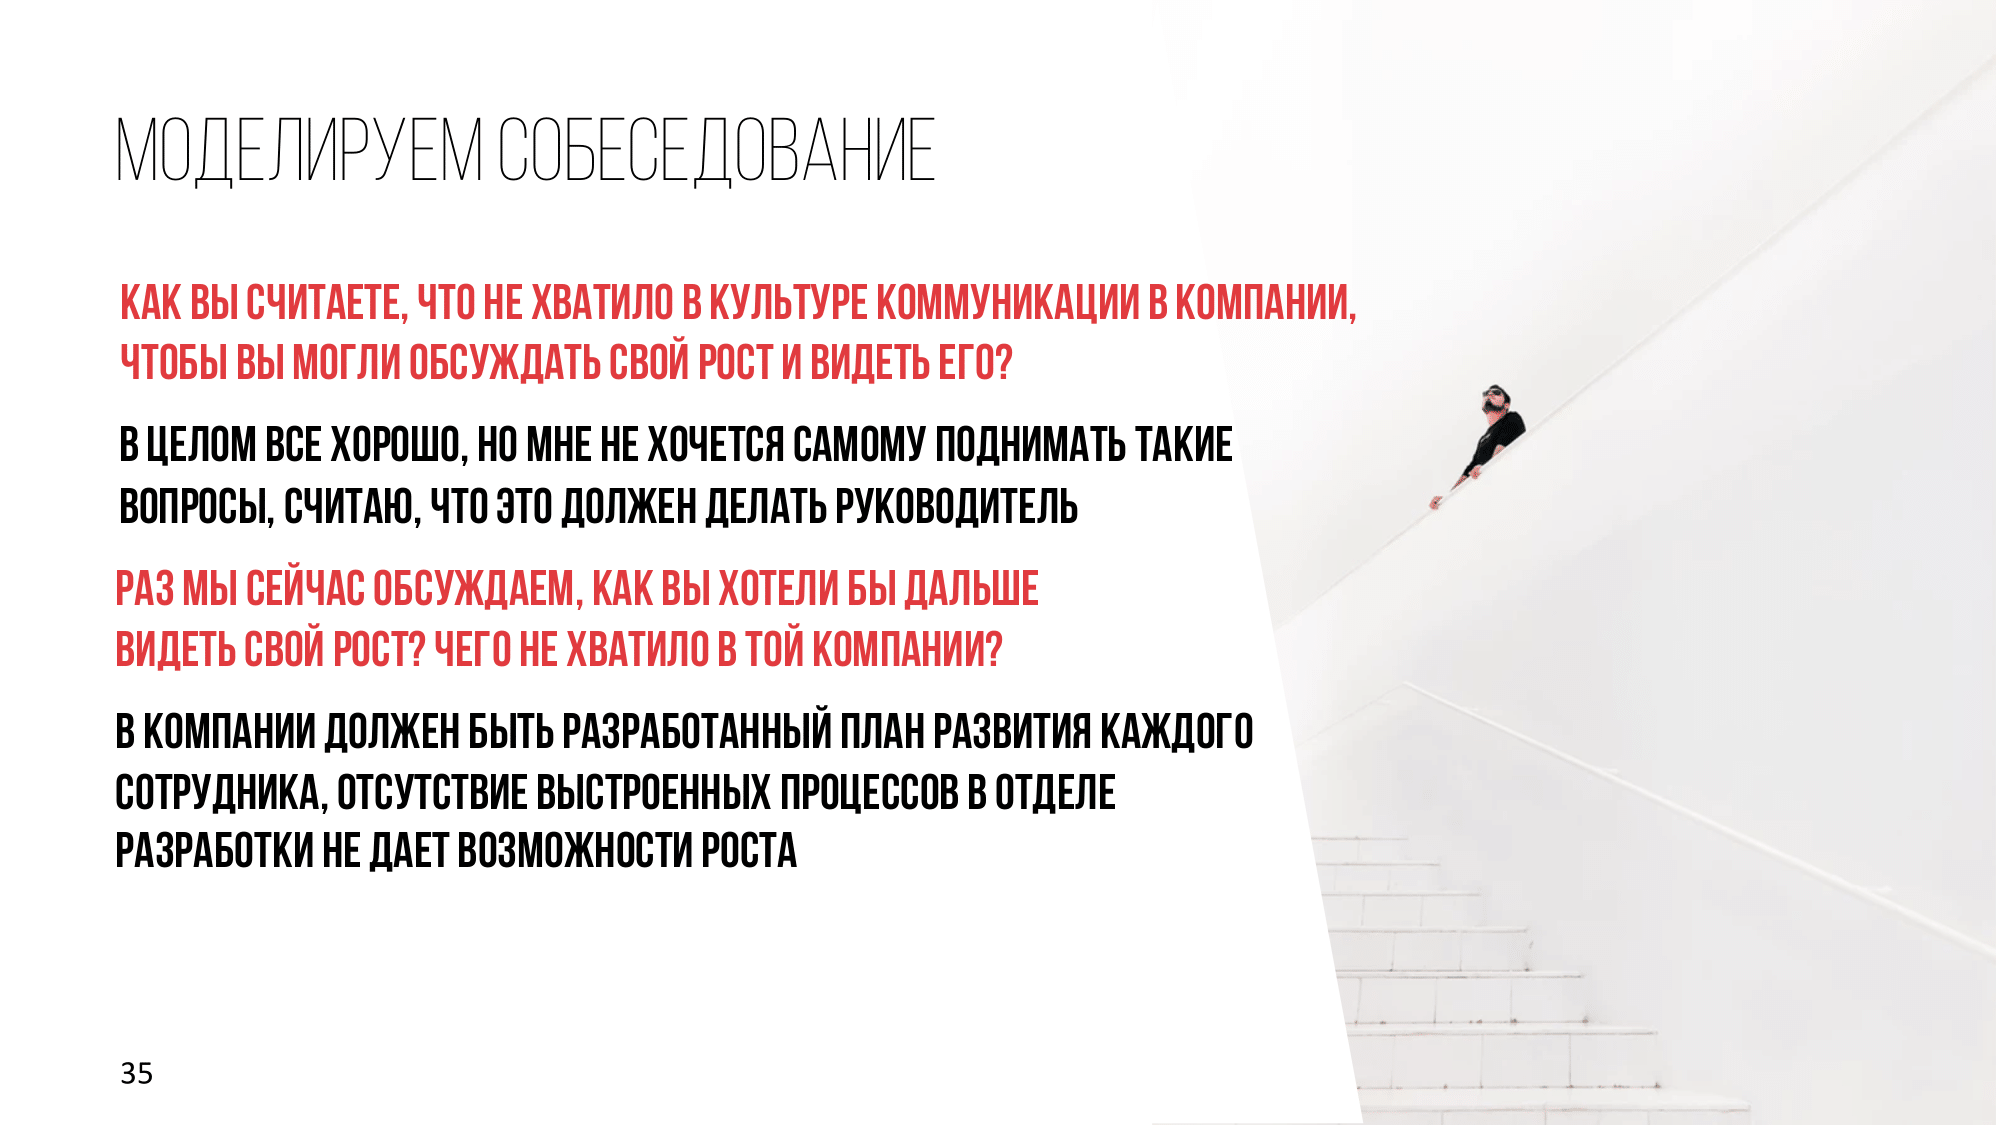 МОДЕЛИРУЕМ СОБЕСЕДОВАНИЕ
КАК ВЫ СЧИТАЕТЕ, ЧТО НЕ ХВАТИЛО В КУЛЬТУРЕ КОММУНИКАЦИИ В КОМПАНИИ,
ЧТОБЫ ВЫ МОГЛИ ОБСУЖДАТЬ СВОЙ РОСТ И ВИДЕТЬ ЕГО?
В ЦЕЛОМ ВСЕ ХОРОШО, НО МНЕ НЕ ХОЧЕТСЯ САМОМУ ПОДНИМАТЬ ТАКИЕ
ВОПРОСЫ, СЧИТАЮ, ЧТО ЭТО ДОЛЖЕН ДЕЛАТЬ РУКОВОДИТЕЛЬ
РАЗ МЫ СЕЙЧАС ОБСУЖДАЕМ, КАК ВЫ ХОТЕЛИ БЫ ДАЛЬШЕ
ВИДЕТЬ СВОЙ РОСТ? ЧЕГО НЕ ХВАТИЛО В ТОЙ КОМПАНИИ?
В КОМПАНИИ ДОЛЖЕН БЫТЬ РАЗРАБОТАННЫЙ ПЛАН РАЗВИТИЯ КАЖДОГО
СОТРУДНИКА, ОТСУТСТВИЕ ВЫСТРОЕННЫХ ПРОЦЕССОВ В ОТДЕЛЕ
РАЗРАБОТКИ НЕ ДАЕТ ВОЗМОЖНОСТИ РОСТА
35